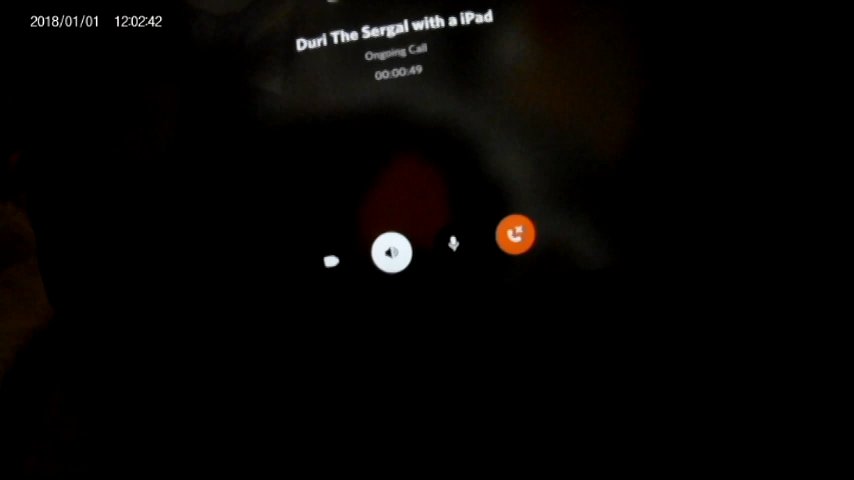 2018/01/01 12:02:42
Duri The Sergal with a iPad
Ongoing Call
00:00:49